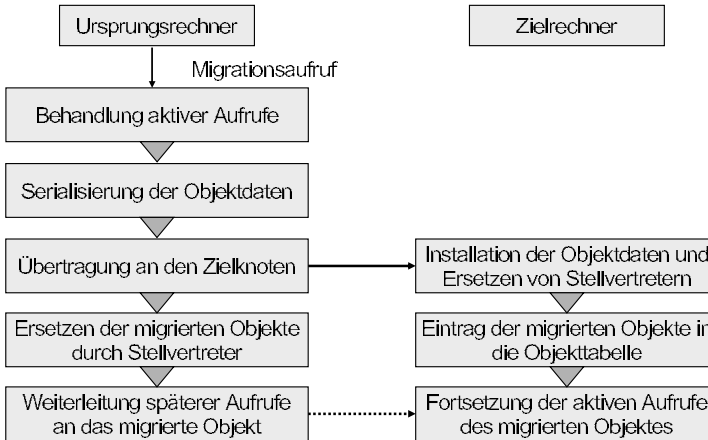 Ursprungsrechner
Zielrechner
Migrationsaufruf
Behandlung aktiver Aufrufe
Serialisierung der Objektdaten
Übertragung an den Zielknoten
Installation der Objektdaten und
Ersetzen von Stellvertretern
Ersetzen der migrierten Objekte
durch Stellvertreter
Eintrag der migrierten Objekte in
die Objekttabelle
Weiterleitung späterer Aufrufe
an das migrierte Objekt
Fortsetzung der aktiven Aufrufe
des migrierten Objektes